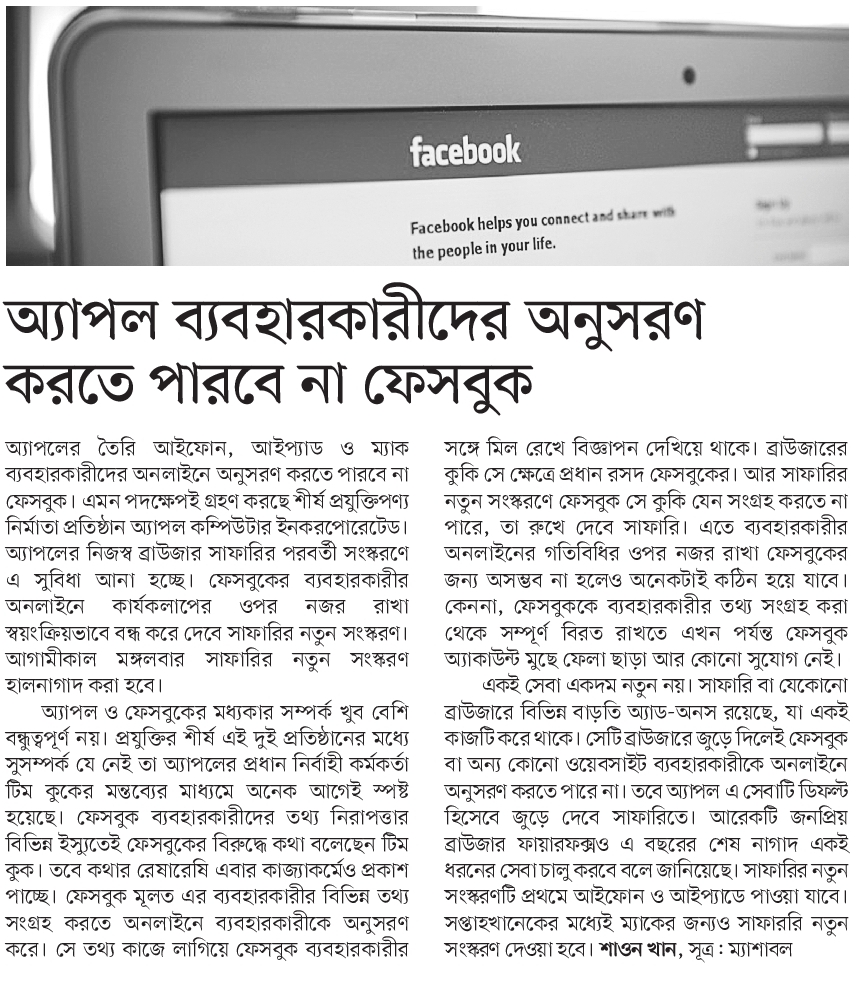 facebook
Facebook helps you connect and share with
the people in your life.
অ্যাপল ব্যবহারকারীদের অনুসরণ
করতে পারবে না ফেসবুক
অ্যাপলের তৈরি আইফোন, আইপ্যাড ও ম্যাক
ব্যবহারকারীদের অনলাইনে অনুসরণ করতে পারবে না
ফেসবুক। এমন পদক্ষেপই গ্রহণ করছে শীর্ষ প্রযুক্তিপণ্য
নির্মাতা প্রতিষ্ঠান অ্যাপল কম্পিউটার ইনকরপোরেটেড।
অ্যাপলের নিজস্ব ব্রাউজার সাফারির পরবর্তী সংস্করণে
এ সুবিধা আনা হচ্ছে। ফেসবুকের ব্যবহারকারীর
অনলাইনে কার্যকলাপের ওপর নজর রাখা
স্বয়ংক্রিয়ভাবে বন্ধ করে দেবে সাফারির নতুন সংস্করণ।
আগামীকাল মঙ্গলবার সাফারির নতুন সংস্করণ
হালনাগাদ করা হবে।
অ্যাপল ও ফেসবুকের মধ্যকার সম্পর্ক খুব বেশি
বন্ধুত্বপূর্ণ নয়। প্রযুক্তির শীর্ষ এই দুই প্রতিষ্ঠানের মধ্যে
সুসম্পর্ক যে নেই তা অ্যাপলের প্রধান নির্বাহী কর্মকর্তা
টিম কুকের মন্তব্যের মাধ্যমে অনেক আগেই স্পষ্ট
হয়েছে। ফেসবুক ব্যবহারকারীদের তথ্য নিরাপত্তার
বিভিন্ন ইস্যুতেই ফেসবুকের বিরুদ্ধে কথা বলেছেন টিম
কুক। তবে কথার রেষারেষি এবার কাজ্যাকর্মেও প্রকাশ
পাচ্ছে। ফেসবুক মূলত এর ব্যবহারকারীর বিভিন্ন তথ্য
সংগ্রহ করতে অনলাইনে ব্যবহারকারীকে অনুসরণ
করে। সে তথ্য কাজে লাগিয়ে ফেসবুক ব্যবহারকারীর
সঙ্গে মিল রেখে বিজ্ঞাপন দেখিয়ে থাকে। ব্রাউজারের
কুকি সে ক্ষেত্রে প্রধান রসদ ফেসবুকের। আর সাফারির
নতুন সংস্করণে ফেসবুক সে কুকি যেন সংগ্রহ করতে না
পারে, তা রুখে দেবে সাফারি। এতে ব্যবহারকারীর
অনলাইনের গতিবিধির ওপর নজর রাখা ফেসবুকের
জন্য অসম্ভব না হলেও অনেকটাই কঠিন হয়ে যাবে।
কেননা, ফেসবুককে ব্যবহারকারীর তথ্য সংগ্রহ করা
থেকে সম্পূর্ণ বিরত রাখতে এখন পর্যন্ত ফেসবুক
অ্যাকাউন্ট মুছে ফেলা ছাড়া আর কোনো সুযোগ নেই।
একই সেবা একদম নতুন নয়। সাফারি বা যেকোনো
ব্রাউজারে বিভিন্ন বাড়তি অ্যাড-অনস রয়েছে, যা একই
কাজটি করে থাকে। সেটি ব্রাউজারে জুড়ে দিলেই ফেসবুক
বা অন্য কোনো ওয়েবসাইট ব্যবহারকারীকে অনলাইনে
অনুসরণ করতে পারে না। তবে অ্যাপল এ সেবাটি ডিফল্ট
হিসেবে জুড়ে দেবে সাফারিতে। আরেকটি জনপ্রিয়
ব্রাউজার ফায়ারফক্সও এ বছরের শেষ নাগাদ একই
ধরনের সেবা চালু করবে বলে জানিয়েছে। সাফারির নতুন
সংস্করণটি প্রথমে আইফোন ও আইপ্যাডে পাওয়া যাবে।
সপ্তাহখানেকের মধ্যেই ম্যাকের জন্যও সাফাররি নতুন
সংস্করণ দেওয়া হবে। শাওন খান, সূত্র : ম্যাশাবল